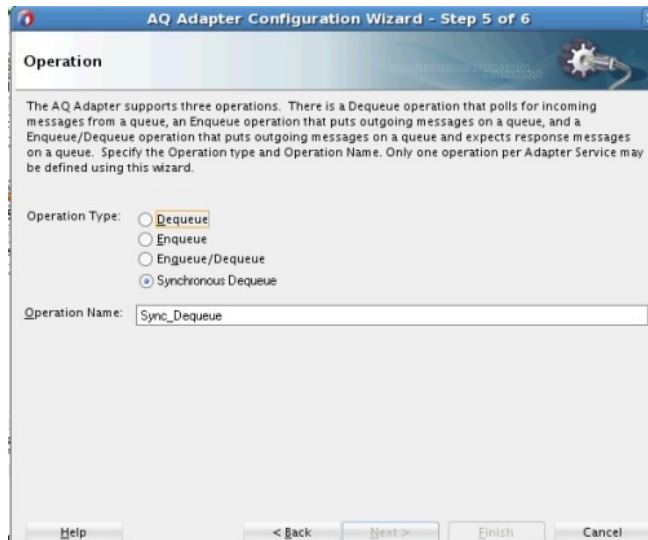 AQ Adapter Configuration Wizard - Step 5 of 6
Operation
The AQ Adapter supports three operations. There is a Dequeue operation that polls for incoming
messages from a queue, an Enqueue operation that puts outgoing messages on a queue, and a
Enqueue/Dequeue operation that puts outgoing messages on a queue and expects response messages
on a queue. Specify the Operation type and Operation Name. Only one operation per Adapter Service may
be defined using this wizard.
Operation Type:
Dequeue
Enqueue
Enqueue/Dequeue
Synchronous Dequeue
Operation Name: Sync_Dequeue
Help < Back Next > Finish Cancel